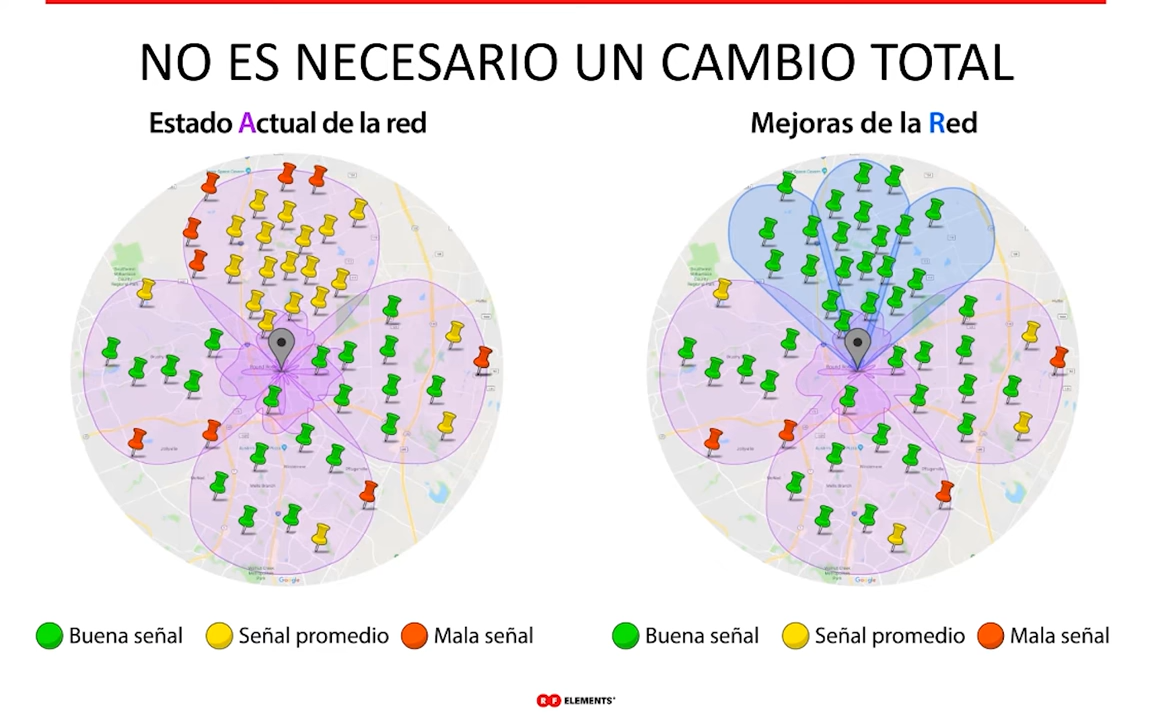 NO ES NECESARIO UN CAMBIO TOTAL
Estado Actual de la red
Mejoras de la Red
Google
Buena señal
Señal promedio
Mala señal
Buena señal
Señal promedio
Mala señal
RF ELEMENTS